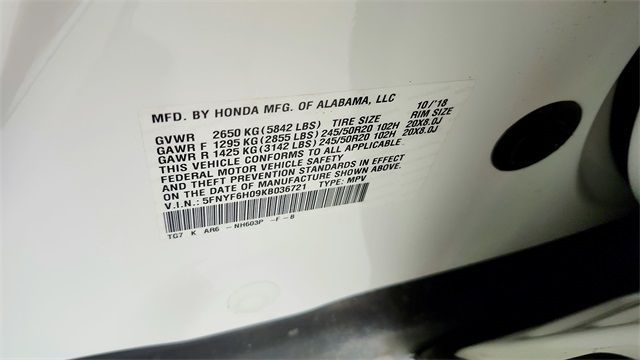 MFD. BY HONDA MFG. OF ALABAMA, LLC 10/'18
GVWR 2650 KG(5842 LBS) TIRE SIZE RIM SIZE
GAWR F 1295 KG(2855 LBS)245/50R20 102H 20X8.0J
GAWR R 1425 KG(3142 LBS)245/50R20 102H 20X8.0J
THIS VEHICLE CONFORMS TO ALL APPLICABLE
FEDERAL MOTOR VEHICLE SAFETY
AND THEFT PREVENTION STANDARDS IN EFFECT
ON THE DATE OF MANUFACTURE SHOWN ABOVE.
V.I.N.: 5FNYF6H09KB036721 TYPE: MPV
TG7 K AR6 -NH603P -F-B